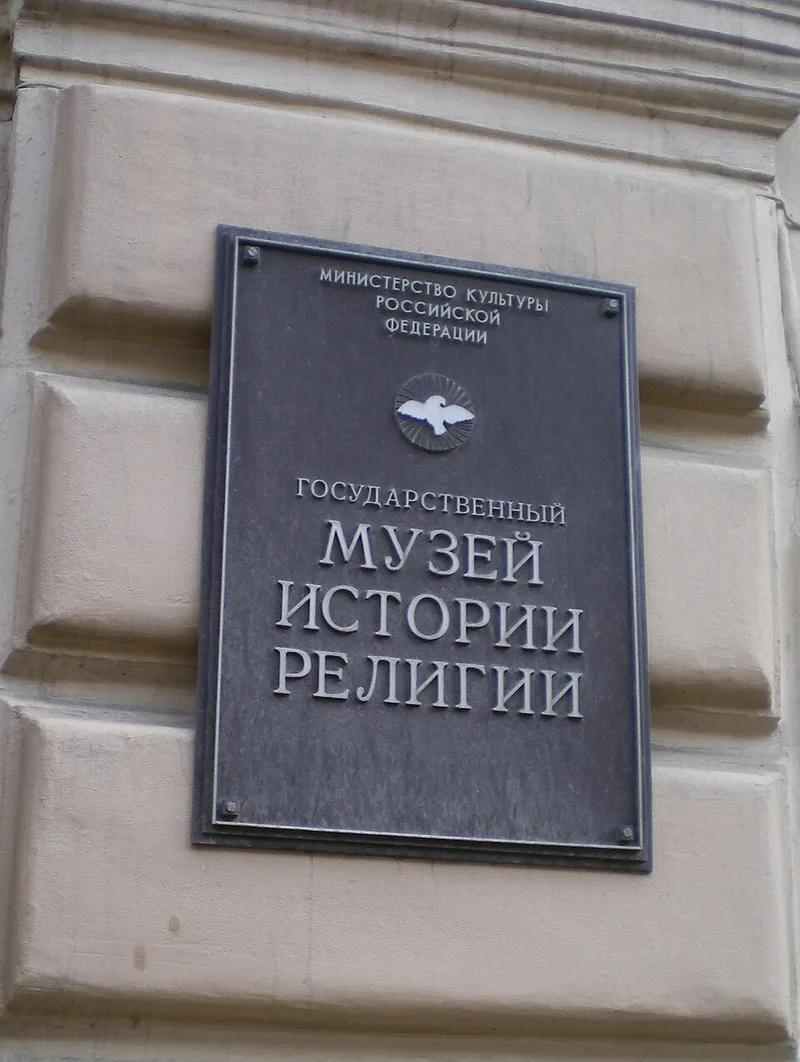 МИНИСТЕРСТВО КУЛЬТУРЫ
РОССИЙСКОЙ
ФЕДЕРАЦИИ
ГОСУДАРСТВЕННЫЙ
МУЗЕЙ
ИСТОРИИ
РЕЛИГИИ